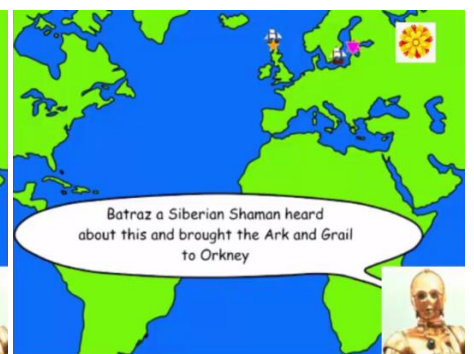 Batraz a Siberian Shaman heard
about this and brought the Ark and Grail
to Orkney